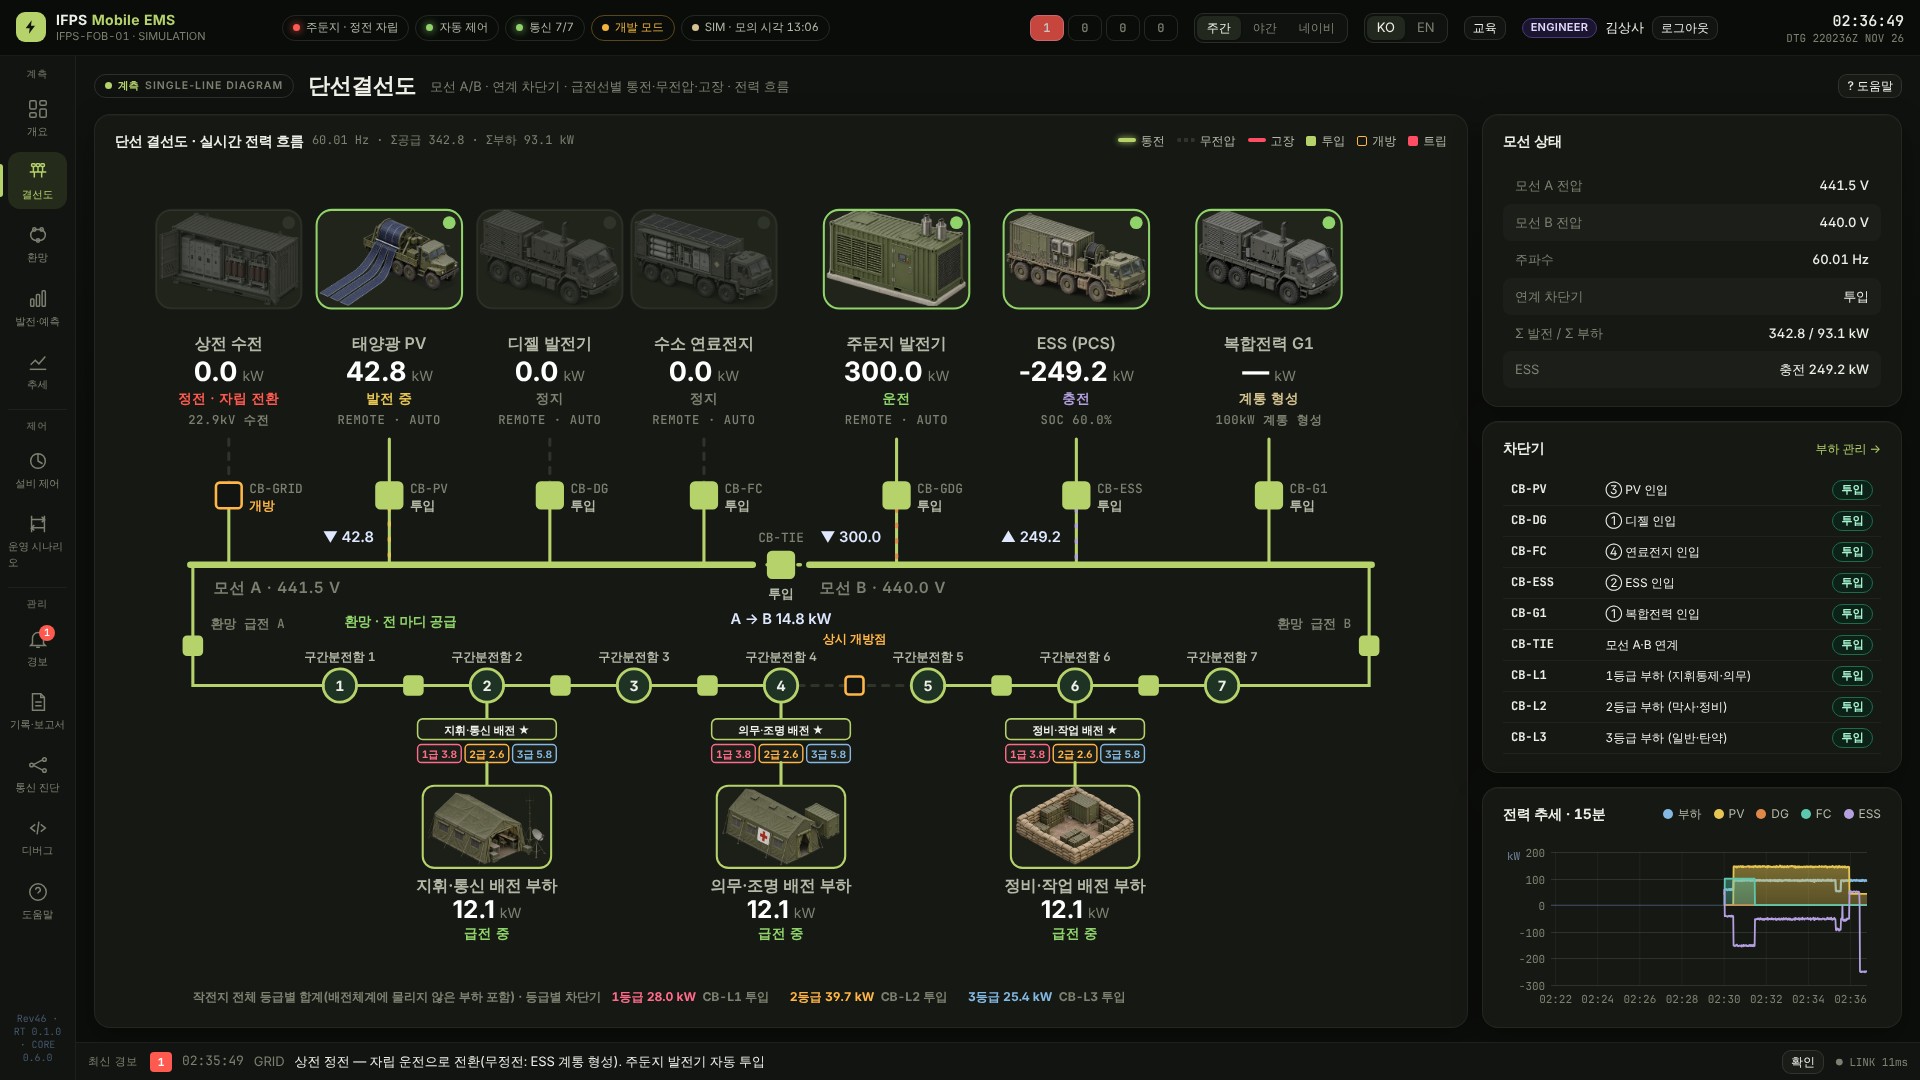 IFPS Mobile EMS
IFPS-FOB-01 · SIMULATION
주둔지 · 정전 자립
자동 제어
통신 7/7
개발 모드
SIM · 모의 시각 13:06
1 0 0 0
주간 야간 네이비
KO EN
교육
ENGINEER 김상사 로그아웃
02:36:49
DTG 220236Z NOV 26
계측
개요
결선도
환망
발전·예측
추세
제어
설비 제어
운영 시나리
오
관리
1
경보
기록·보고서
통신 진단
디버그
도움말
Rev46 ·
RT 0.1.0
· CORE
0.6.0
계측 SINGLE-LINE DIAGRAM
단선결선도
모선 A/B · 연계 차단기 · 급전선별 통전·무전압·고장 · 전력 흐름
? 도움말
단선 결선도 · 실시간 전력 흐름 60.01 Hz · Σ공급 342.8 · Σ부하 93.1 kW
통전 무전압 고장 투입 개방 트립
상전 수전 태양광 PV 디젤 발전기 수소 연료전지 주둔지 발전기 ESS (PCS) 복합전력 G1
0.0 kW 42.8 kW 0.0 kW 0.0 kW 300.0 kW -249.2 kW — kW
정전 · 자립 전환 발전 중 정지 정지 운전 충전 계통 형성
22.9kV 수전 REMOTE · AUTO REMOTE · AUTO REMOTE · AUTO REMOTE · AUTO SOC 60.0% 100kW 계통 형성
CB-GRID CB-PV CB-DG CB-FC CB-GDG CB-ESS CB-G1
개방 투입 투입 투입 투입 투입 투입
▼ 42.8 CB-TIE ▼ 300.0 ▲ 249.2
모선 A · 441.5 V 투입 모선 B · 440.0 V
환망 급전 A 환망 · 전 마디 공급 A → B 14.8 kW 환망 급전 B
상시 개방점
구간분전함 1 구간분전함 2 구간분전함 3 구간분전함 4 구간분전함 5 구간분전함 6 구간분전함 7
1 2 3 4 5 6 7
지휘·통신 배전 ★ 의무·조명 배전 ★ 정비·작업 배전 ★
1급 3.8 2급 2.6 3급 5.8 1급 3.8 2급 2.6 3급 5.8 1급 3.8 2급 2.6 3급 5.8
지휘·통신 배전 부하 의무·조명 배전 부하 정비·작업 배전 부하
12.1 kW 12.1 kW 12.1 kW
급전 중 급전 중 급전 중
작전지 전체 등급별 합계(배전체계에 물리지 않은 부하 포함) · 등급별 차단기 1등급 28.0 kW CB-L1 투입 2등급 39.7 kW CB-L2 투입 3등급 25.4 kW CB-L3 투입
모선 상태
모선 A 전압 441.5 V
모선 B 전압 440.0 V
주파수 60.01 Hz
연계 차단기 투입
Σ 발전 / Σ 부하 342.8 / 93.1 kW
ESS 충전 249.2 kW
차단기 부하 관리 →
CB-PV ③ PV 인입 투입
CB-DG ① 디젤 인입 투입
CB-FC ④ 연료전지 인입 투입
CB-ESS ② ESS 인입 투입
CB-G1 ① 복합전력 인입 투입
CB-TIE 모선 A·B 연계 투입
CB-L1 1등급 부하 (지휘통제·의무) 투입
CB-L2 2등급 부하 (막사·정비) 투입
CB-L3 3등급 부하 (일반·탄약) 투입
전력 추세 · 15분 부하 PV DG FC ESS
kW 200
100
0
-100
-200
-300
02:22 02:24 02:26 02:28 02:30 02:32 02:34 02:36
최신 경보 1 02:35:49 GRID 상전 정전 — 자립 운전으로 전환(무정전: ESS 계통 형성). 주둔지 발전기 자동 투입 확인 LINK 11ms